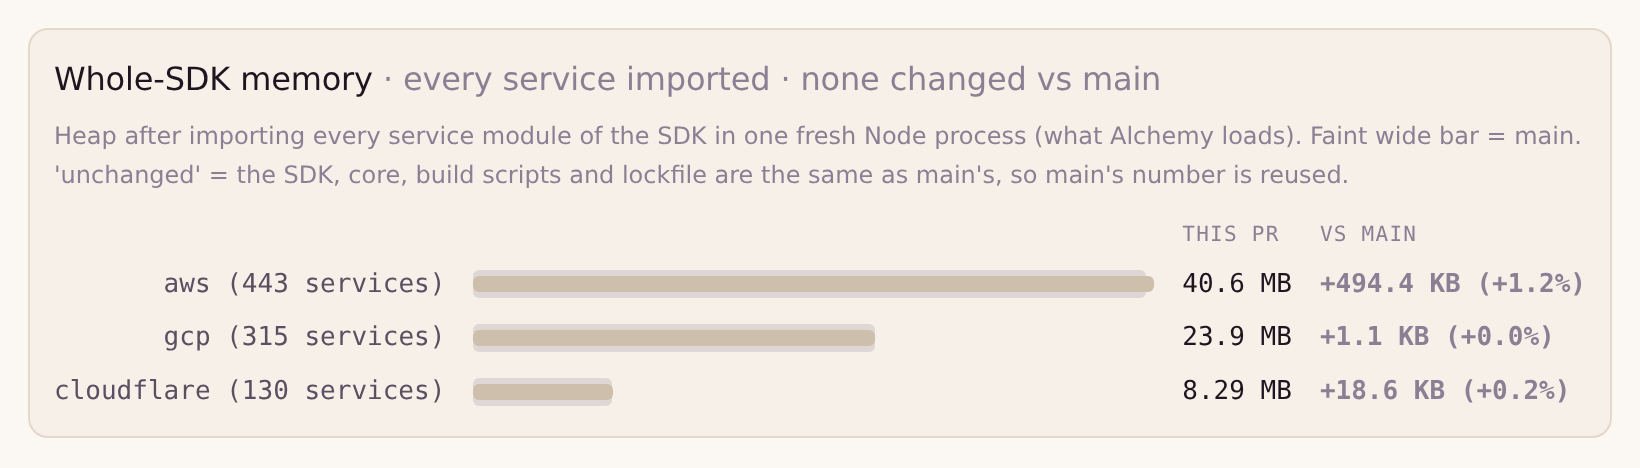 Whole-SDK memory · every service imported · none changed vs main
Heap after importing every service module of the SDK in one fresh Node process (what Alchemy loads). Faint wide bar = main.
'unchanged' = the SDK, core, build scripts and lockfile are the same as main's, so main's number is reused.
THIS PR VS MAIN
aws (443 services) 40.6 MB +494.4 KB (+1.2%)
gcp (315 services) 23.9 MB +1.1 KB (+0.0%)
cloudflare (130 services) 8.29 MB +18.6 KB (+0.2%)